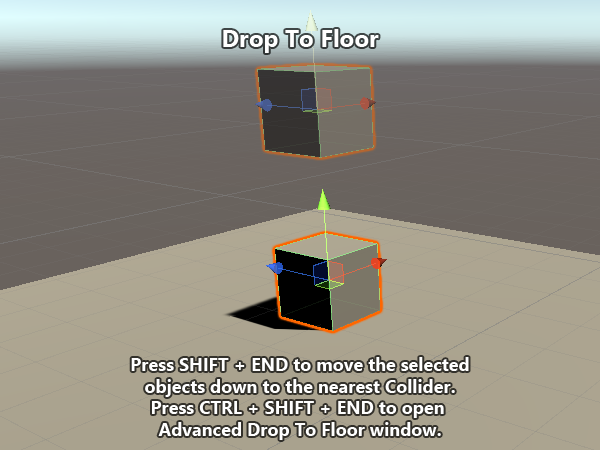 Drop To Floor
Press SHIFT + END to move the selected
objects down to the nearest Collider.
Press CTRL + SHIFT + END to open
Advanced Drop To Floor window.